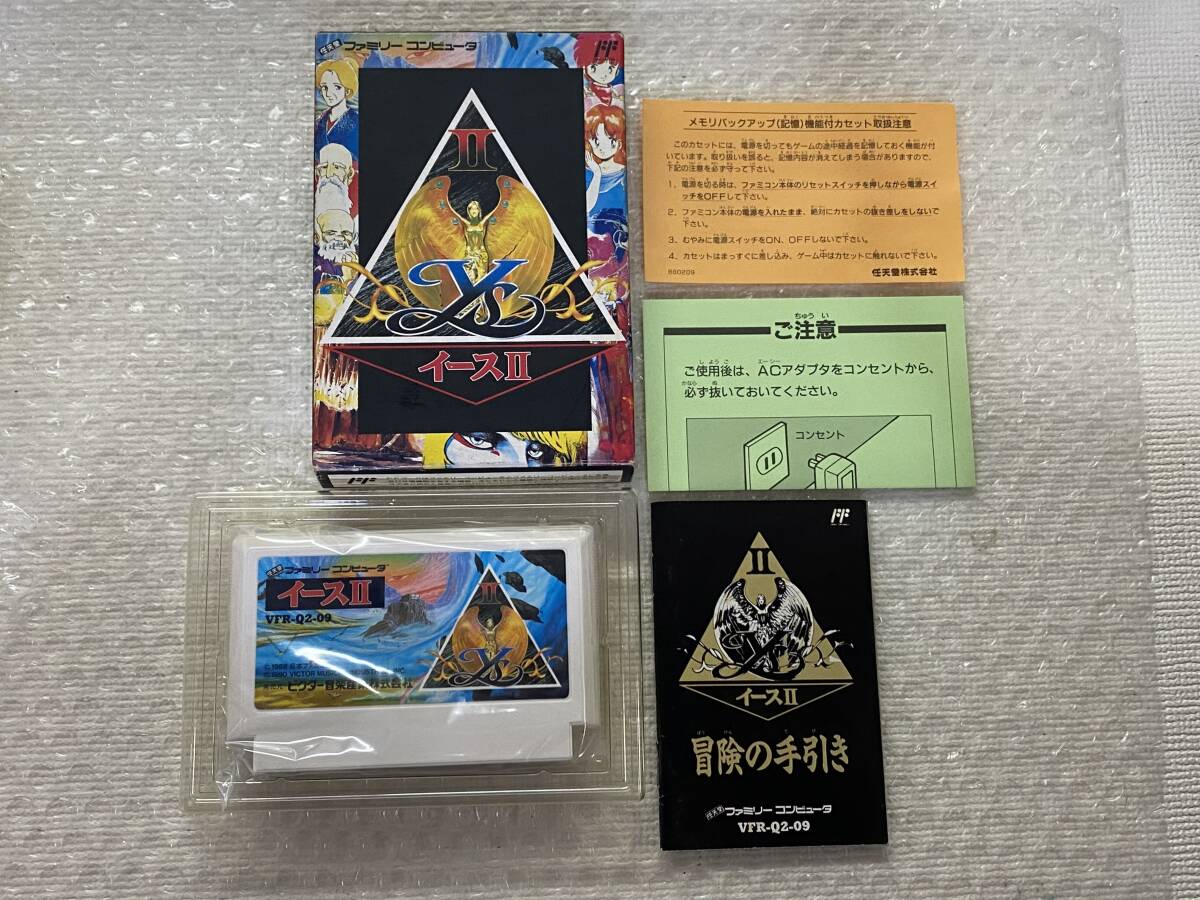 任天堂 ファミリー コンピュータ
FF
II
Ys
イースII
FF
メモリバックアップ(記憶)機能付カセット取扱注意
このカセットには、電源を切ってもゲームの途中経過を記憶しておく機能が付
いています。取り扱いを誤ると、記憶内容が消えてしまう場合がありますので、
下記の注意を必ず守って下さい。
1．電源を切る時は、ファミコン本体のリセットスイッチを押しながら電源スイ
ッチをOFFして下さい。
2．ファミコン本体の電源を入れたまま、絶対にカセットの抜き差しをしないで
下さい。
3．むやみに電源スイッチをON、OFFしないで下さい。
4．カセットはまっすぐに差し込み、ゲーム中はカセットに触れないで下さい。
880209
任天堂株式会社
ご注意
ご使用後は、ACアダプタをコンセントから、
必ず抜いておいてください。
コンセント
任天堂 ファミリー コンピュータ
イースII
VFR-Q2-09
II
Ys
ビクター音楽産業株式会社
FF
II
Ys
イースII
冒険の手引き
任天堂 ファミリー コンピュータ
VFR-Q2-09